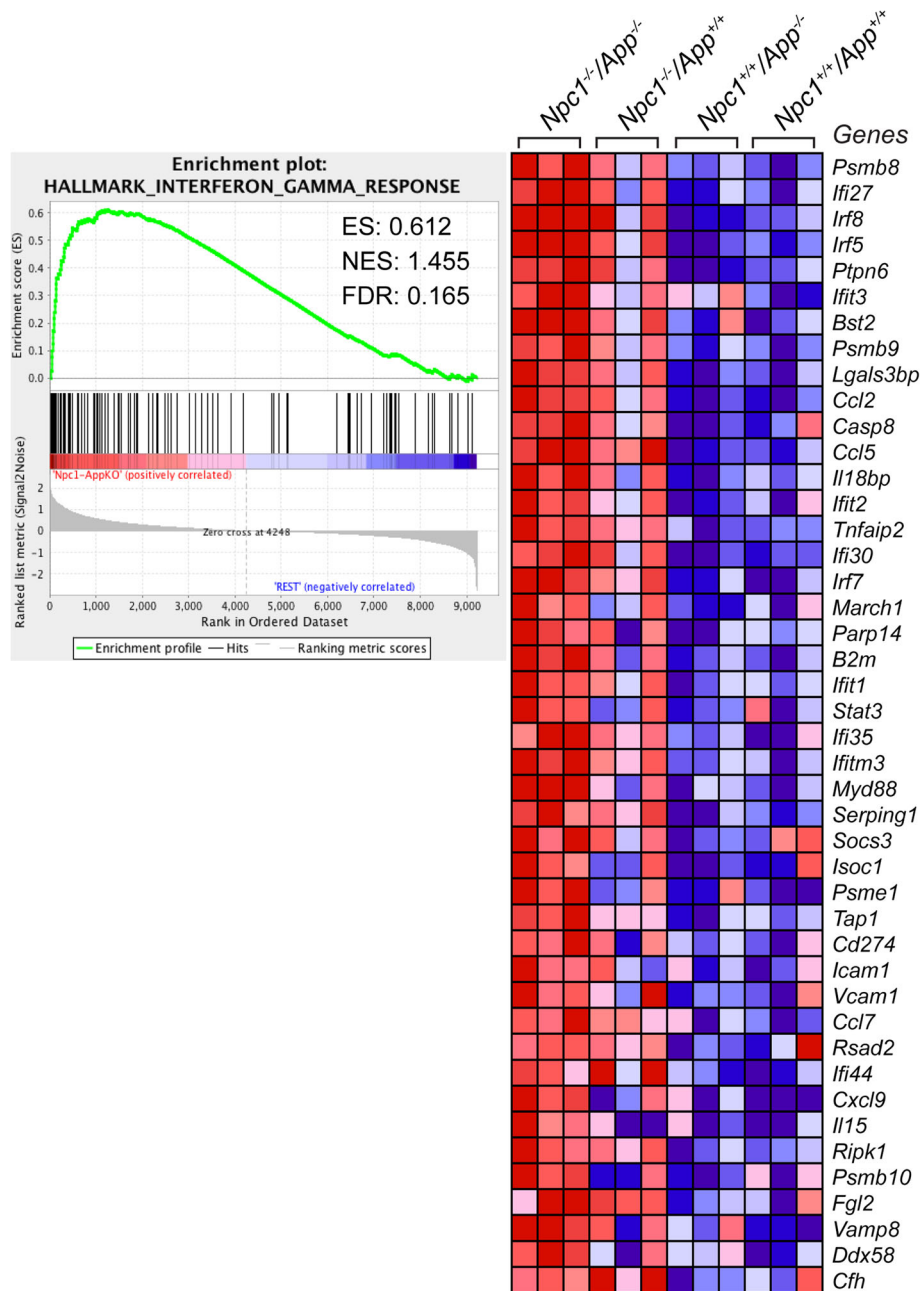 Npc1-/-/App-/-
Npc1-/-/App+/+
Npc1+/+/App-/-
Npc1+/+/App+/+
Genes
Enrichment plot:
HALLMARK_INTERFERON_GAMMA_RESPONSE
ES: 0.612
NES: 1.455
FDR: 0.165
Enrichment score (ES)
0.6
0.5
0.4
0.3
0.2
0.1
0.0
'Npc1-AppKO' (positively correlated)
Ranked list metric (Signal2Noise)
2
1
0
-1
-2
Zero cross at 4248
'REST' (negatively correlated)
0 1,000 2,000 3,000 4,000 5,000 6,000 7,000 8,000 9,000
Rank in Ordered Dataset
Enrichment profile Hits Ranking metric scores
Psmb8
Ifi27
Irf8
Irf5
Ptpn6
Ifit3
Bst2
Psmb9
Lgals3bp
Ccl2
Casp8
Ccl5
Il18bp
Ifit2
Tnfaip2
Ifi30
Irf7
March1
Parp14
B2m
Ifit1
Stat3
Ifi35
Ifitm3
Myd88
Serping1
Socs3
Isoc1
Psme1
Tap1
Cd274
Icam1
Vcam1
Ccl7
Rsad2
Ifi44
Cxcl9
Il15
Ripk1
Psmb10
Fgl2
Vamp8
Ddx58
Cfh